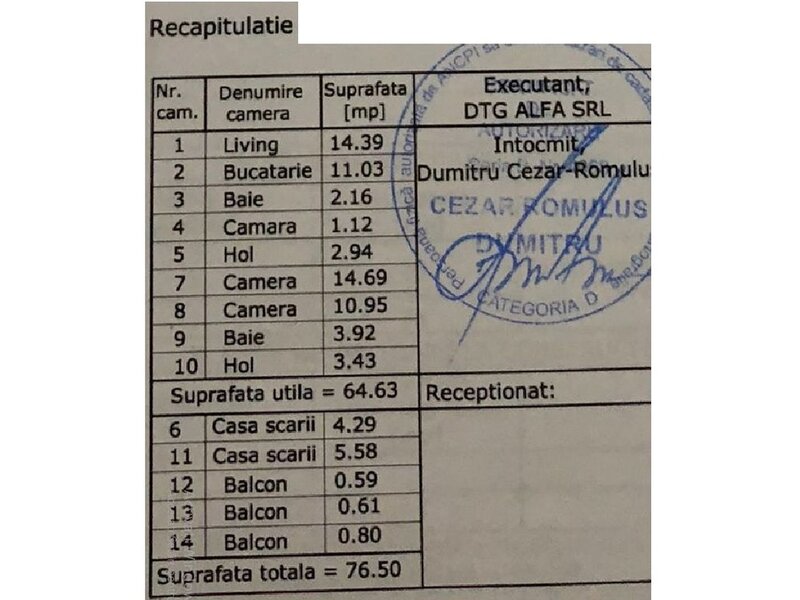 Recapitulatie
Nr. cam. Denumire camera Suprafata [mp] Executant, DTG ALFA SRL
1 Living 14.39 Intocmit,
2 Bucatarie 11.03 Dumitru Cezar-Romulus
3 Baie 2.16
4 Camara 1.12
5 Hol 2.94
7 Camera 14.69
8 Camera 10.95
9 Baie 3.92
10 Hol 3.43
Suprafata utila = 64.63 Receptionat:
6 Casa scarii 4.29
11 Casa scarii 5.58
12 Balcon 0.59
13 Balcon 0.61
14 Balcon 0.80
Suprafata totala = 76.50
CEZAR ROMULUS
DUMITRU
CATEGORIA D